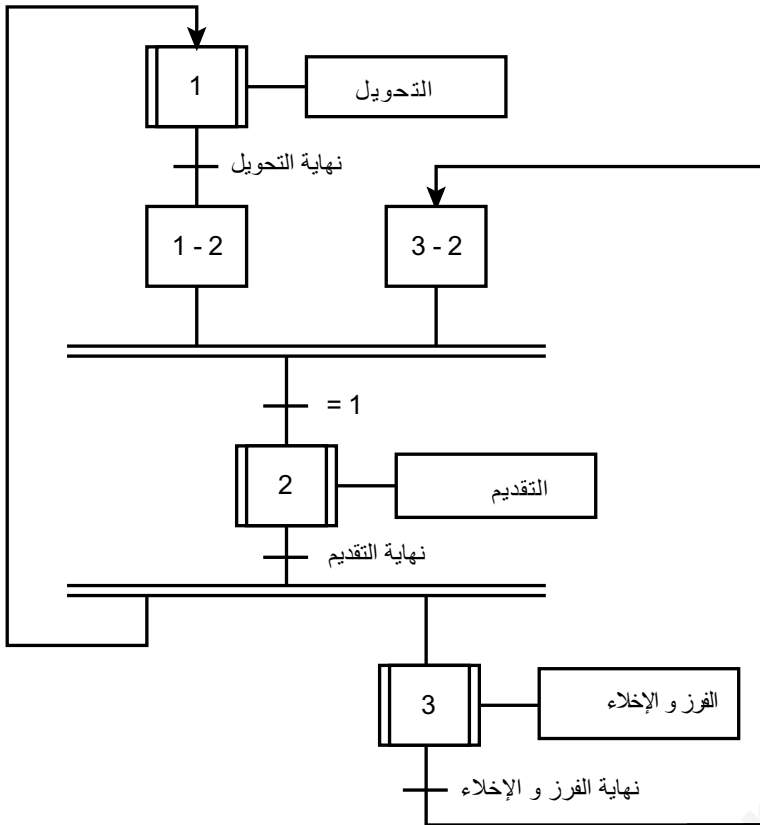 1
التحويل
نهاية التحويل
1 - 2
3 - 2
= 1
2
التقديم
نهاية التقديم
3
الفرز و الإخلاء
نهاية الفرز و الإخلاء